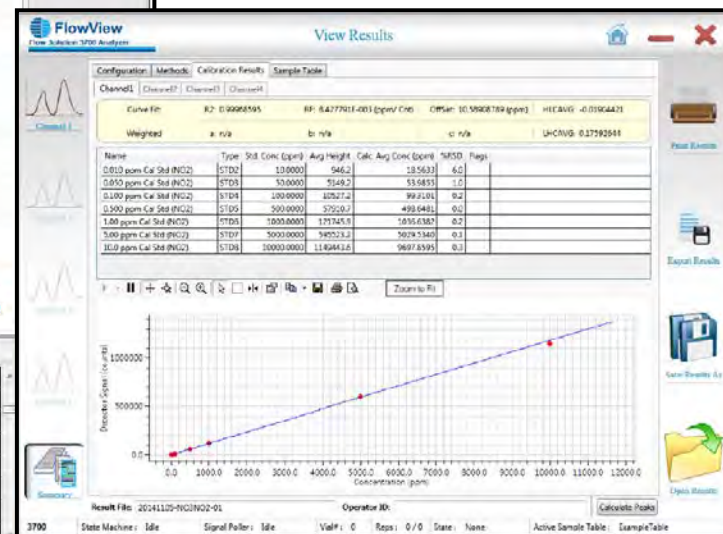 FlowView
Flow Solution 3700 Analyzer
View Results
Configuration Methods Calibration Results Sample Table
Channel1 Channel2 Channel3 Channel4
Curve Fit: R2: 0.99968595 RF: 8.427791E-003 (ppm/ Cnt) Offset: 10.58908789 (ppm) HLCAVG: -0.01904421
Weighted a: n/a b: n/a c: n/a LHCAVG: 0.17592644
Name Type Std. Conc (ppm) Avg Height Calc. Avg Conc (ppm) %RSD Flags
0.010 ppm Cal Std (NO2) STD2 10.0000 946.2 18.5633 6.0
0.050 ppm Cal Std (NO2) STD3 50.0000 5149.2 53.9855 1.0
0.100 ppm Cal Std (NO2) STD4 100.0000 10527.2 99.3101 0.2
0.500 ppm Cal Std (NO2) STD5 500.0000 57910.7 498.6481 0.0
1.00 ppm Cal Std (NO2) STD6 1000.0000 121745.9 1036.6382 0.2
5.00 ppm Cal Std (NO2) STD7 5000.0000 595523.2 5029.5340 0.1
10.0 ppm Cal Std (NO2) STD8 10000.0000 1149443.6 9697.8595 0.3
Zoom to Fit
Detector Signal (counts)
1000000
500000
0.0
0.0 1000.0 2000.0 3000.0 4000.0 5000.0 6000.0 7000.0 8000.0 9000.0 10000.0 11000.0 12000.0
Concentration (ppm)
Channel 1
Summary
Print Results
Export Results
Save Results As
Open Results
Result File: 20141105-NO3NO2-01 Operator ID: Calculate Peaks
3700 State Machine: Idle Signal Poller: Idle Vial#: 0 Reps: 0/0 State: None Active Sample Table: ExampleTable